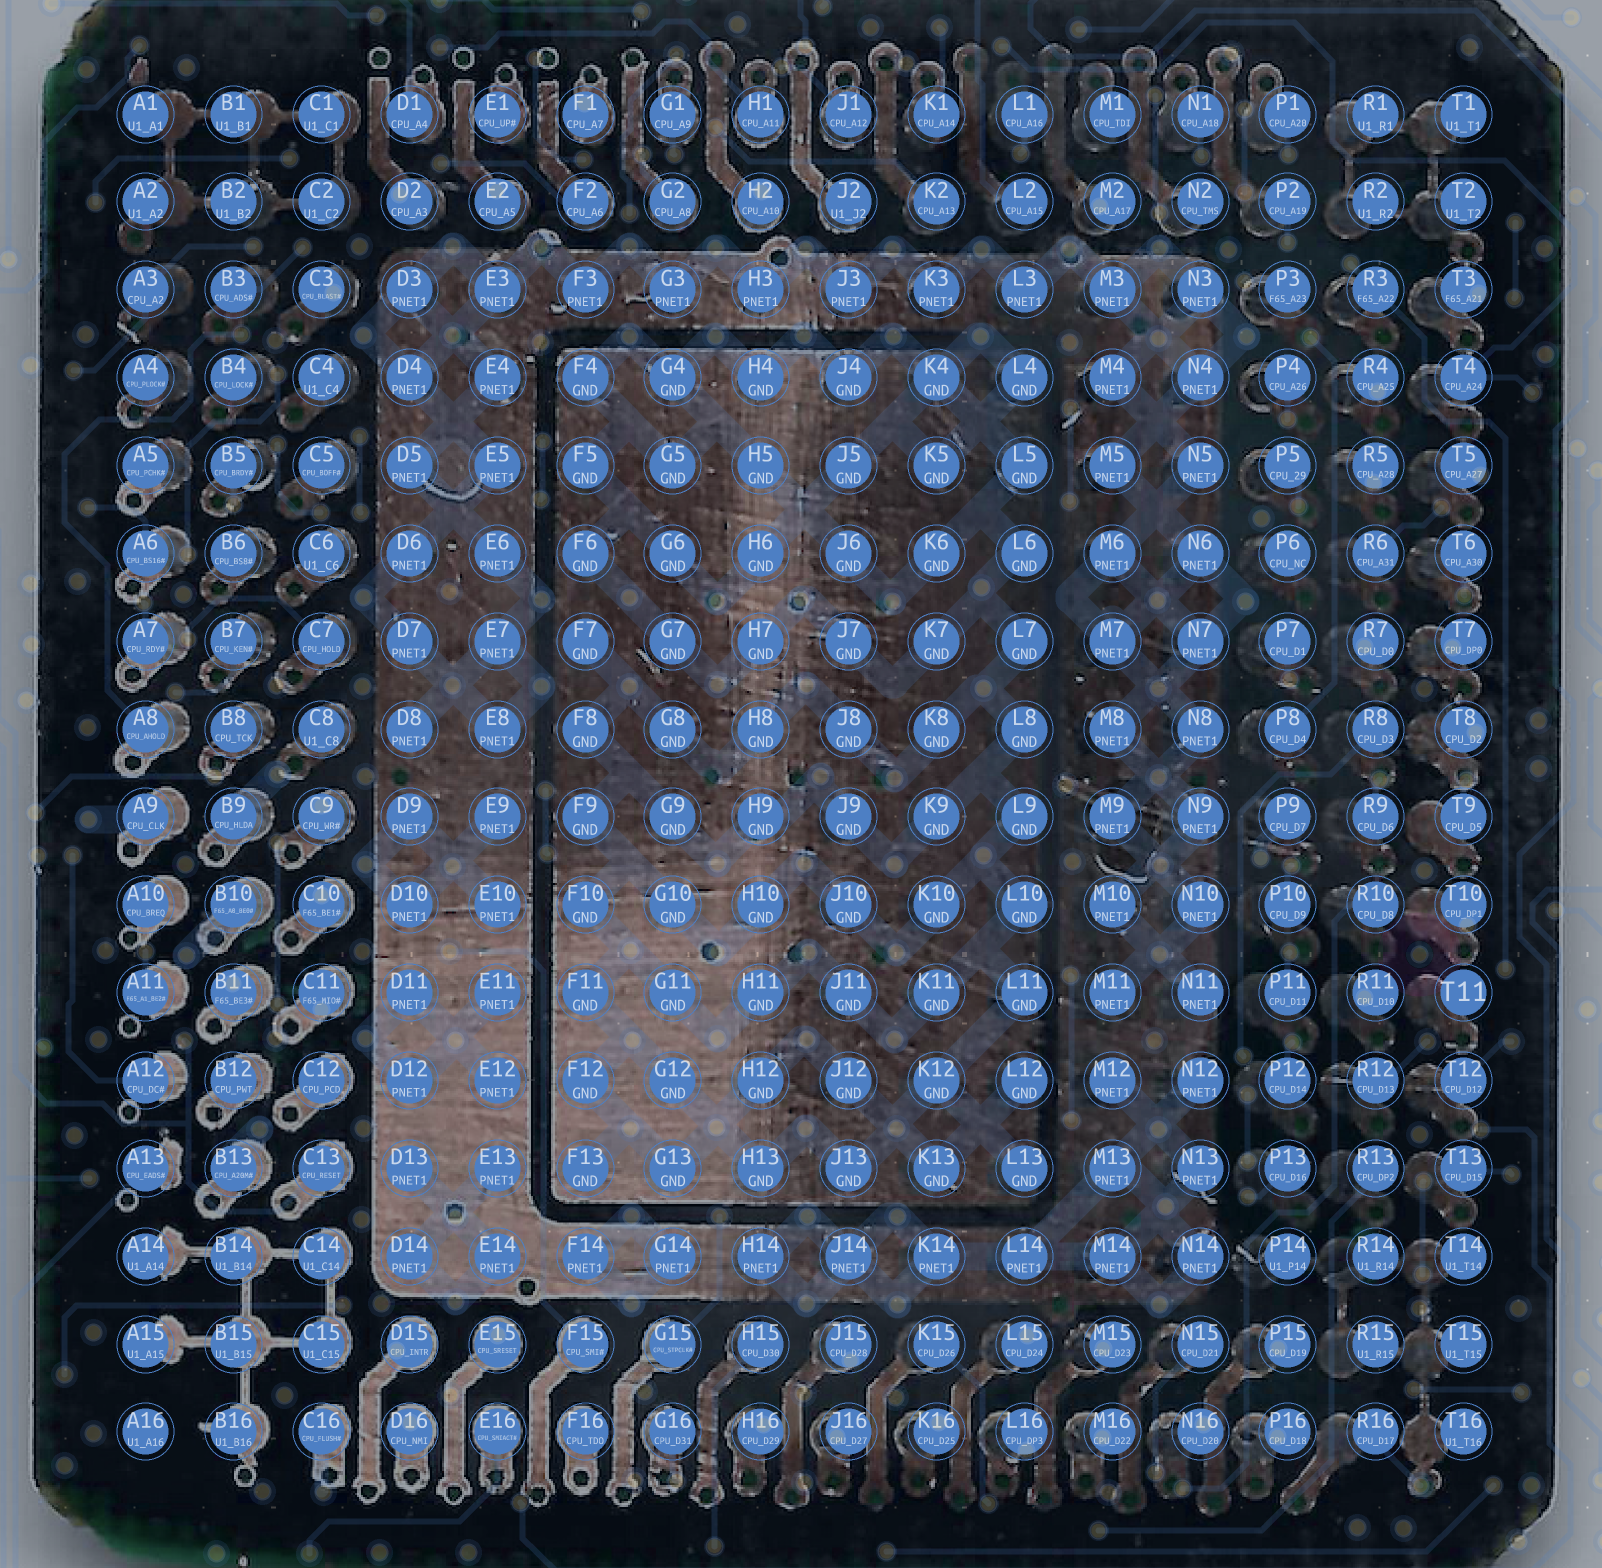 A1 B1 C1 D1 E1 F1 G1 H1 J1 K1 L1 M1 N1 P1 R1 T1
U1_A1 U1_B1 U1_C1 CPU_A4 CPU_UP# CPU_A7 CPU_A9 CPU_A11 CPU_A12 CPU_A14 CPU_A16 CPU_TDI CPU_A18 CPU_A20 U1_R1 U1_T1
A2 B2 C2 D2 E2 F2 G2 H2 J2 K2 L2 M2 N2 P2 R2 T2
U1_A2 U1_B2 U1_C2 CPU_A3 CPU_A5 CPU_A6 CPU_A8 CPU_A10 U1_J2 CPU_A13 CPU_A15 CPU_A17 CPU_TMS CPU_A19 U1_R2 U1_T2
A3 B3 C3 D3 E3 F3 G3 H3 J3 K3 L3 M3 N3 P3 R3 T3
CPU_A2 CPU_ADS# CPU_BLAST# PNET1 PNET1 PNET1 PNET1 PNET1 PNET1 PNET1 PNET1 PNET1 PNET1 F65_A23 F65_A22 F65_A21
A4 B4 C4 D4 E4 F4 G4 H4 J4 K4 L4 M4 N4 P4 R4 T4
CPU_PLOCK# CPU_LOCK# U1_C4 PNET1 PNET1 GND GND GND GND GND GND PNET1 PNET1 CPU_A26 CPU_A25 CPU_A24
A5 B5 C5 D5 E5 F5 G5 H5 J5 K5 L5 M5 N5 P5 R5 T5
CPU_PCHK# CPU_BRDY# CPU_BOFF# PNET1 PNET1 GND GND GND GND GND GND PNET1 PNET1 CPU_29 CPU_A28 CPU_A27
A6 B6 C6 D6 E6 F6 G6 H6 J6 K6 L6 M6 N6 P6 R6 T6
CPU_BS16# CPU_BS8# U1_C6 PNET1 PNET1 GND GND GND GND GND GND PNET1 PNET1 CPU_NC CPU_A31 CPU_A30
A7 B7 C7 D7 E7 F7 G7 H7 J7 K7 L7 M7 N7 P7 R7 T7
CPU_RDY# CPU_KEN# CPU_HOLD PNET1 PNET1 GND GND GND GND GND GND PNET1 PNET1 CPU_D1 CPU_D0 CPU_DP0
A8 B8 C8 D8 E8 F8 G8 H8 J8 K8 L8 M8 N8 P8 R8 T8
CPU_AHOLD CPU_TCK U1_C8 PNET1 PNET1 GND GND GND GND GND GND PNET1 PNET1 CPU_D4 CPU_D3 CPU_D2
A9 B9 C9 D9 E9 F9 G9 H9 J9 K9 L9 M9 N9 P9 R9 T9
CPU_CLK CPU_HLDA CPU_WR# PNET1 PNET1 GND GND GND GND GND GND PNET1 PNET1 CPU_D7 CPU_D6 CPU_D5
A10 B10 C10 D10 E10 F10 G10 H10 J10 K10 L10 M10 N10 P10 R10 T10
CPU_BREQ F65_A0_BE0# F65_BE1# PNET1 PNET1 GND GND GND GND GND GND PNET1 PNET1 CPU_D9 CPU_D8 CPU_DP1
A11 B11 C11 D11 E11 F11 G11 H11 J11 K11 L11 M11 N11 P11 R11 T11
F65_A1_BE2# F65_BE3# F65_MIO# PNET1 PNET1 GND GND GND GND GND GND PNET1 PNET1 CPU_D11 CPU_D10
A12 B12 C12 D12 E12 F12 G12 H12 J12 K12 L12 M12 N12 P12 R12 T12
CPU_DC# CPU_PWT CPU_PCD PNET1 PNET1 GND GND GND GND GND GND PNET1 PNET1 CPU_D14 CPU_D13 CPU_D12
A13 B13 C13 D13 E13 F13 G13 H13 J13 K13 L13 M13 N13 P13 R13 T13
CPU_EADS# CPU_A20M# CPU_RESET PNET1 PNET1 GND GND GND GND GND GND PNET1 PNET1 CPU_D16 CPU_DP2 CPU_D15
A14 B14 C14 D14 E14 F14 G14 H14 J14 K14 L14 M14 N14 P14 R14 T14
U1_A14 U1_B14 U1_C14 PNET1 PNET1 PNET1 PNET1 PNET1 PNET1 PNET1 PNET1 PNET1 PNET1 U1_P14 U1_R14 U1_T14
A15 B15 C15 D15 E15 F15 G15 H15 J15 K15 L15 M15 N15 P15 R15 T15
U1_A15 U1_B15 U1_C15 CPU_INTR CPU_SRESET CPU_SMI# CPU_STPCLK# CPU_D30 CPU_D28 CPU_D26 CPU_D24 CPU_D23 CPU_D21 CPU_D19 U1_R15 U1_T15
A16 B16 C16 D16 E16 F16 G16 H16 J16 K16 L16 M16 N16 P16 R16 T16
U1_A16 U1_B16 CPU_FLUSH# CPU_NMI CPU_SMIACT# CPU_TDO CPU_D31 CPU_D29 CPU_D27 CPU_D25 CPU_DP3 CPU_D22 CPU_D20 CPU_D18 CPU_D17 U1_T16